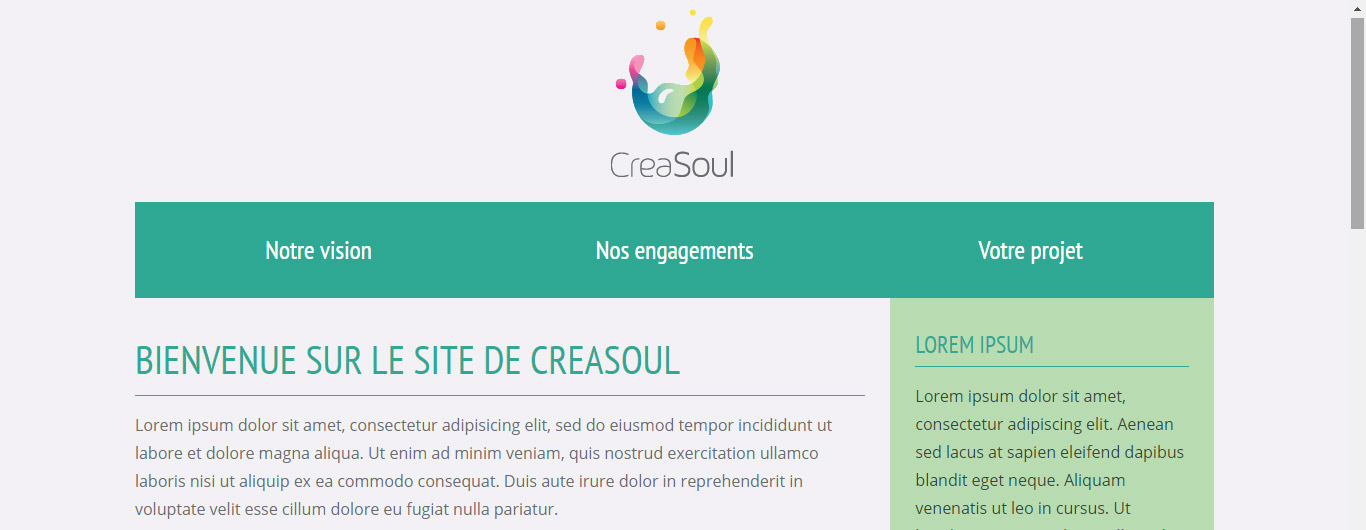 CreaSoul
Notre vision
Nos engagements
Votre projet
BIENVENUE SUR LE SITE DE CREASOUL
Lorem ipsum dolor sit amet, consectetur adipisicing elit, sed do eiusmod tempor incididunt ut
labore et dolore magna aliqua. Ut enim ad minim veniam, quis nostrud exercitation ullamco
laboris nisi ut aliquip ex ea commodo consequat. Duis aute irure dolor in reprehenderit in
voluptate velit esse cillum dolore eu fugiat nulla pariatur.
LOREM IPSUM
Lorem ipsum dolor sit amet,
consectetur adipiscing elit. Aenean
sed lacus at sapien eleifend dapibus
blandit eget neque. Aliquam
venenatis ut leo in cursus. Ut